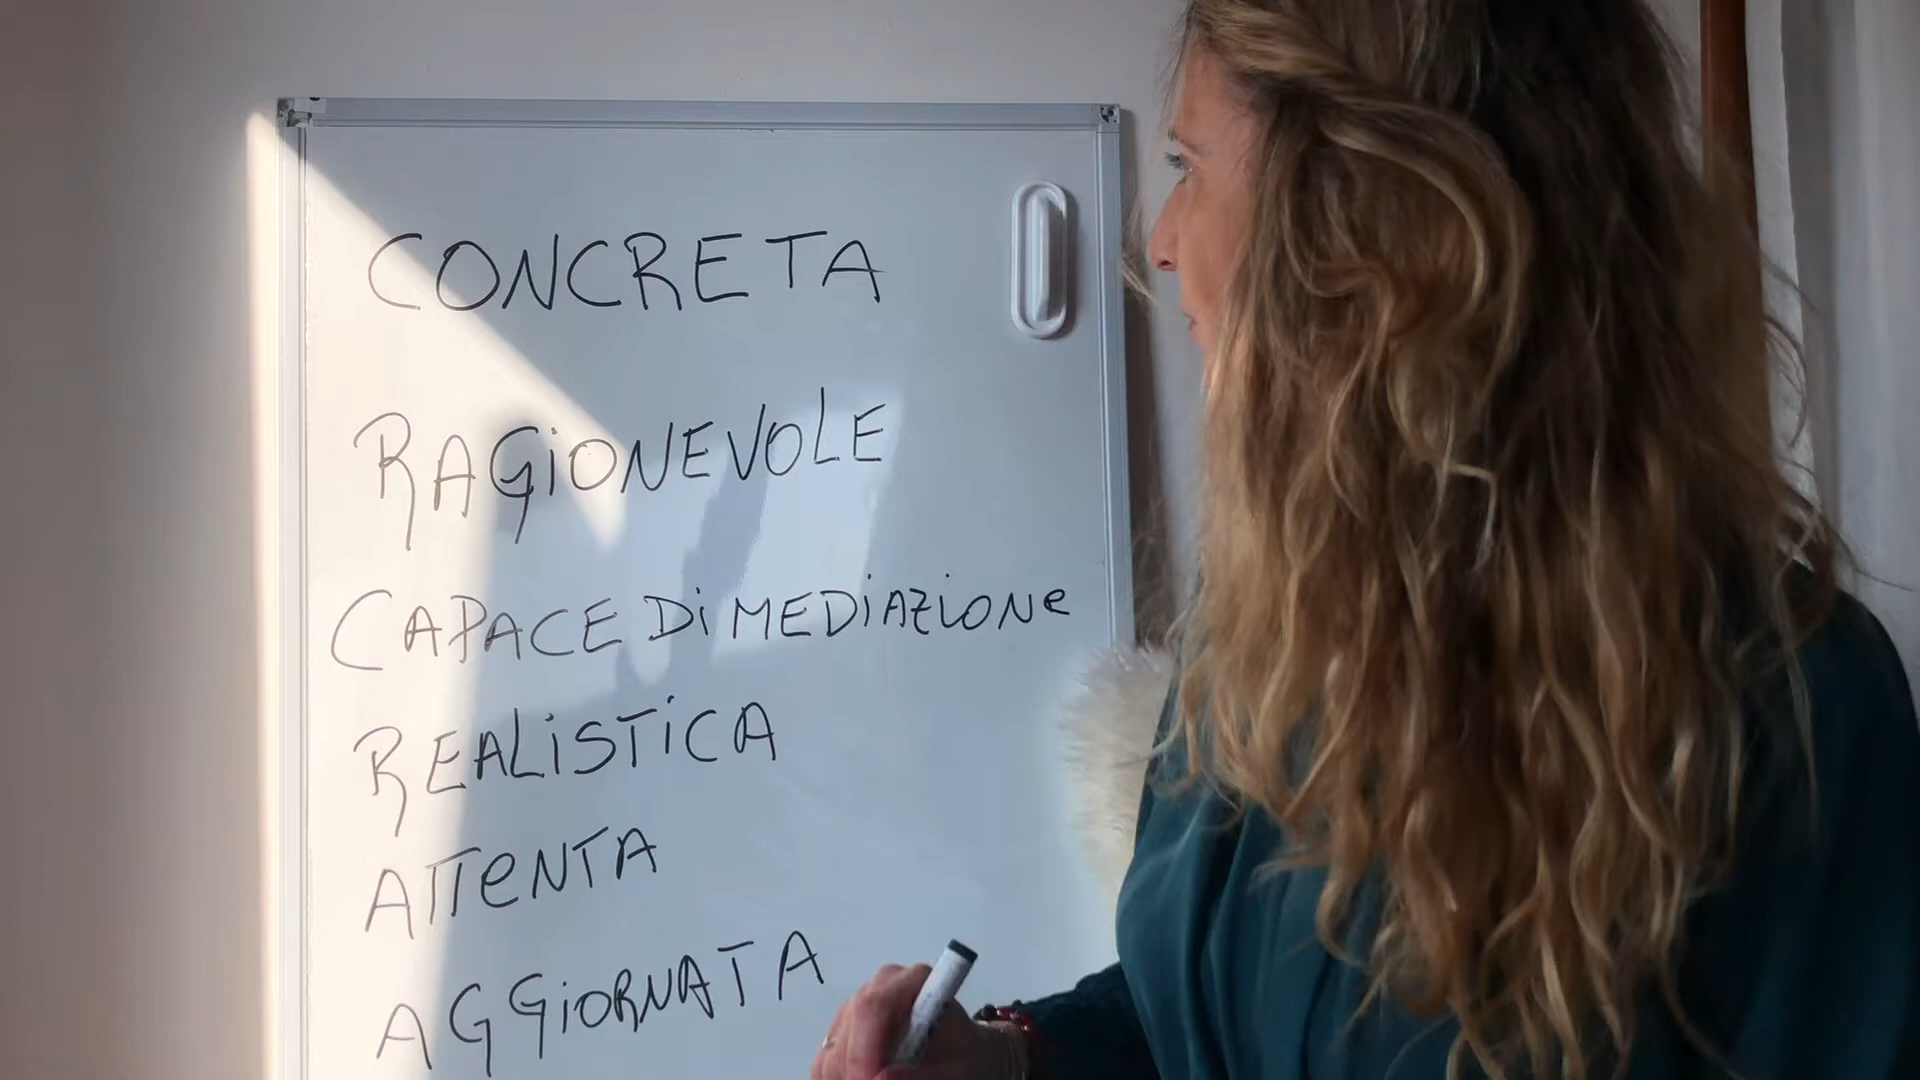 CONCRETA
RAGIONEVOLE
CAPACE Di MEDiAZiONe
REALiSTiCA
ATTeNTA
AGGiORNATA